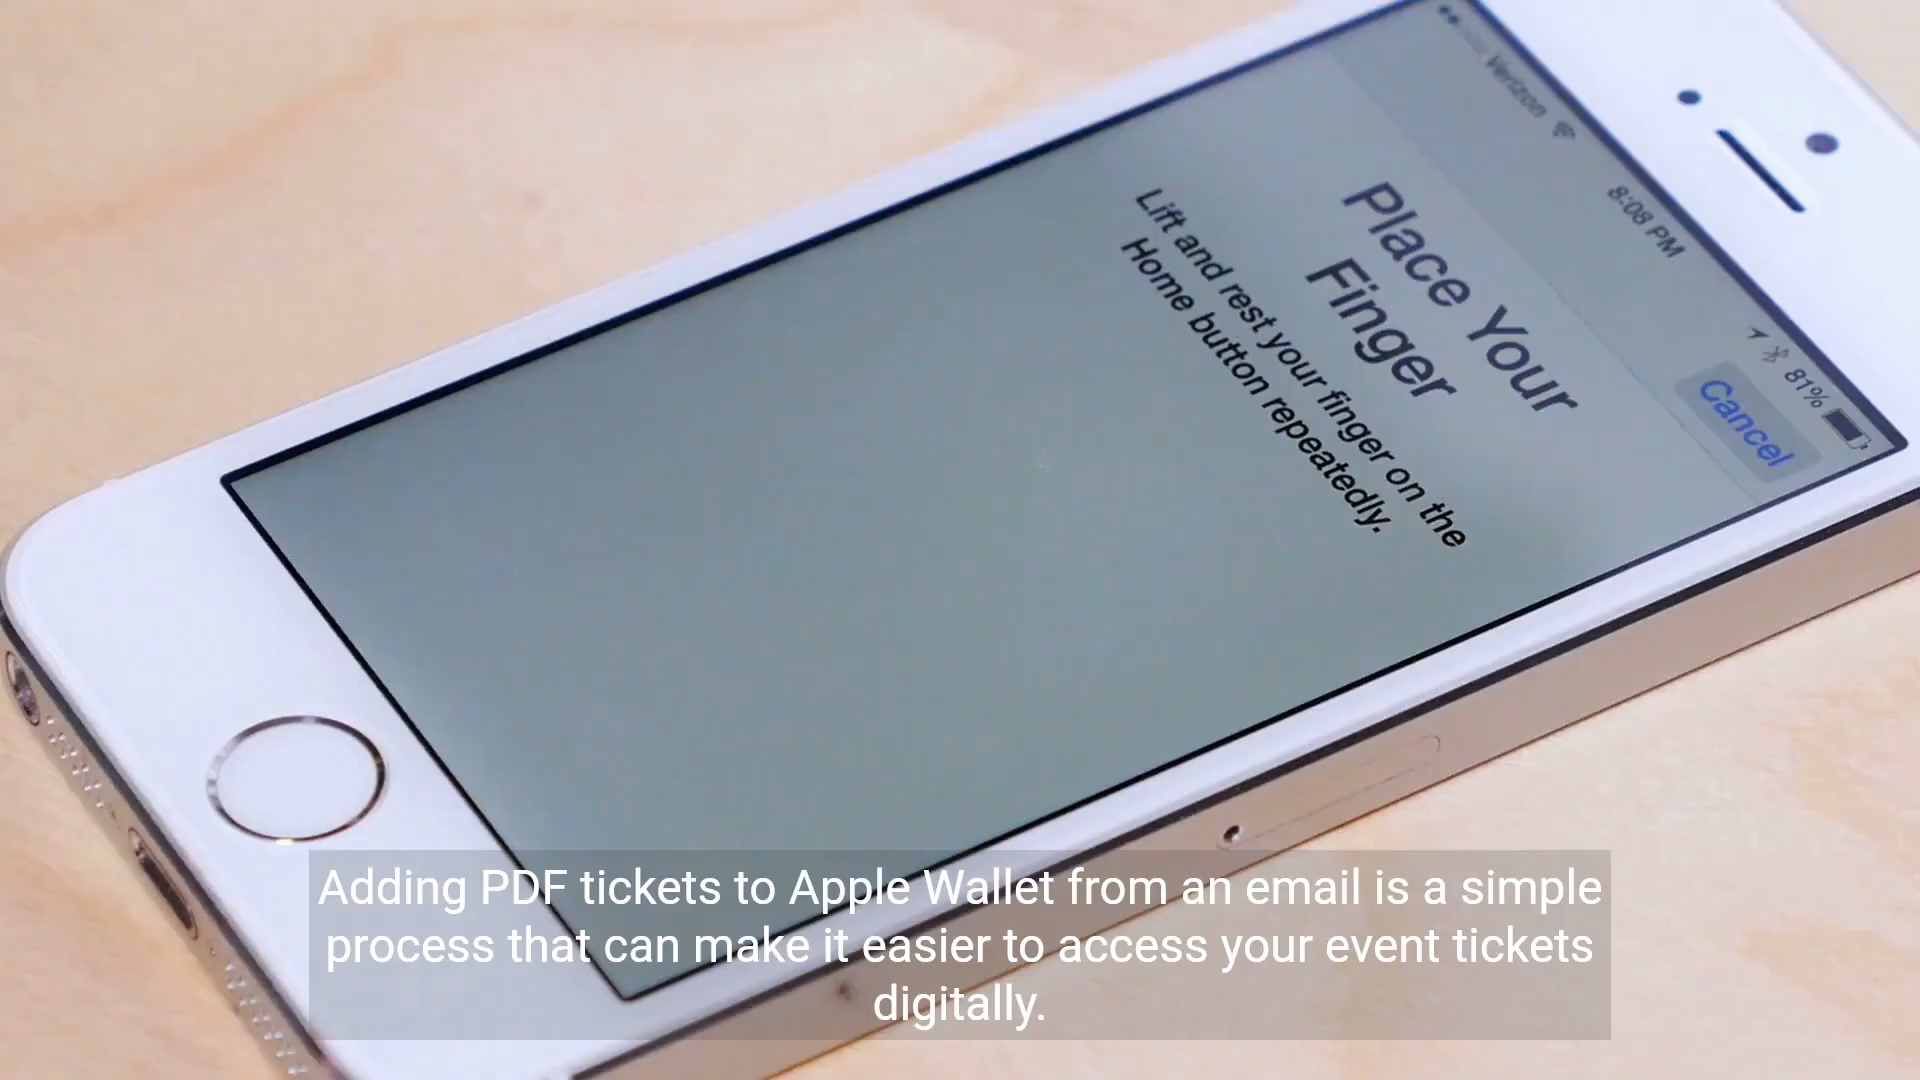 Verizon 8:08 PM 81%
Cancel
Place Your
Finger
Lift and rest your finger on the
Home button repeatedly.
Adding PDF tickets to Apple Wallet from an email is a simple
process that can make it easier to access your event tickets
digitally.